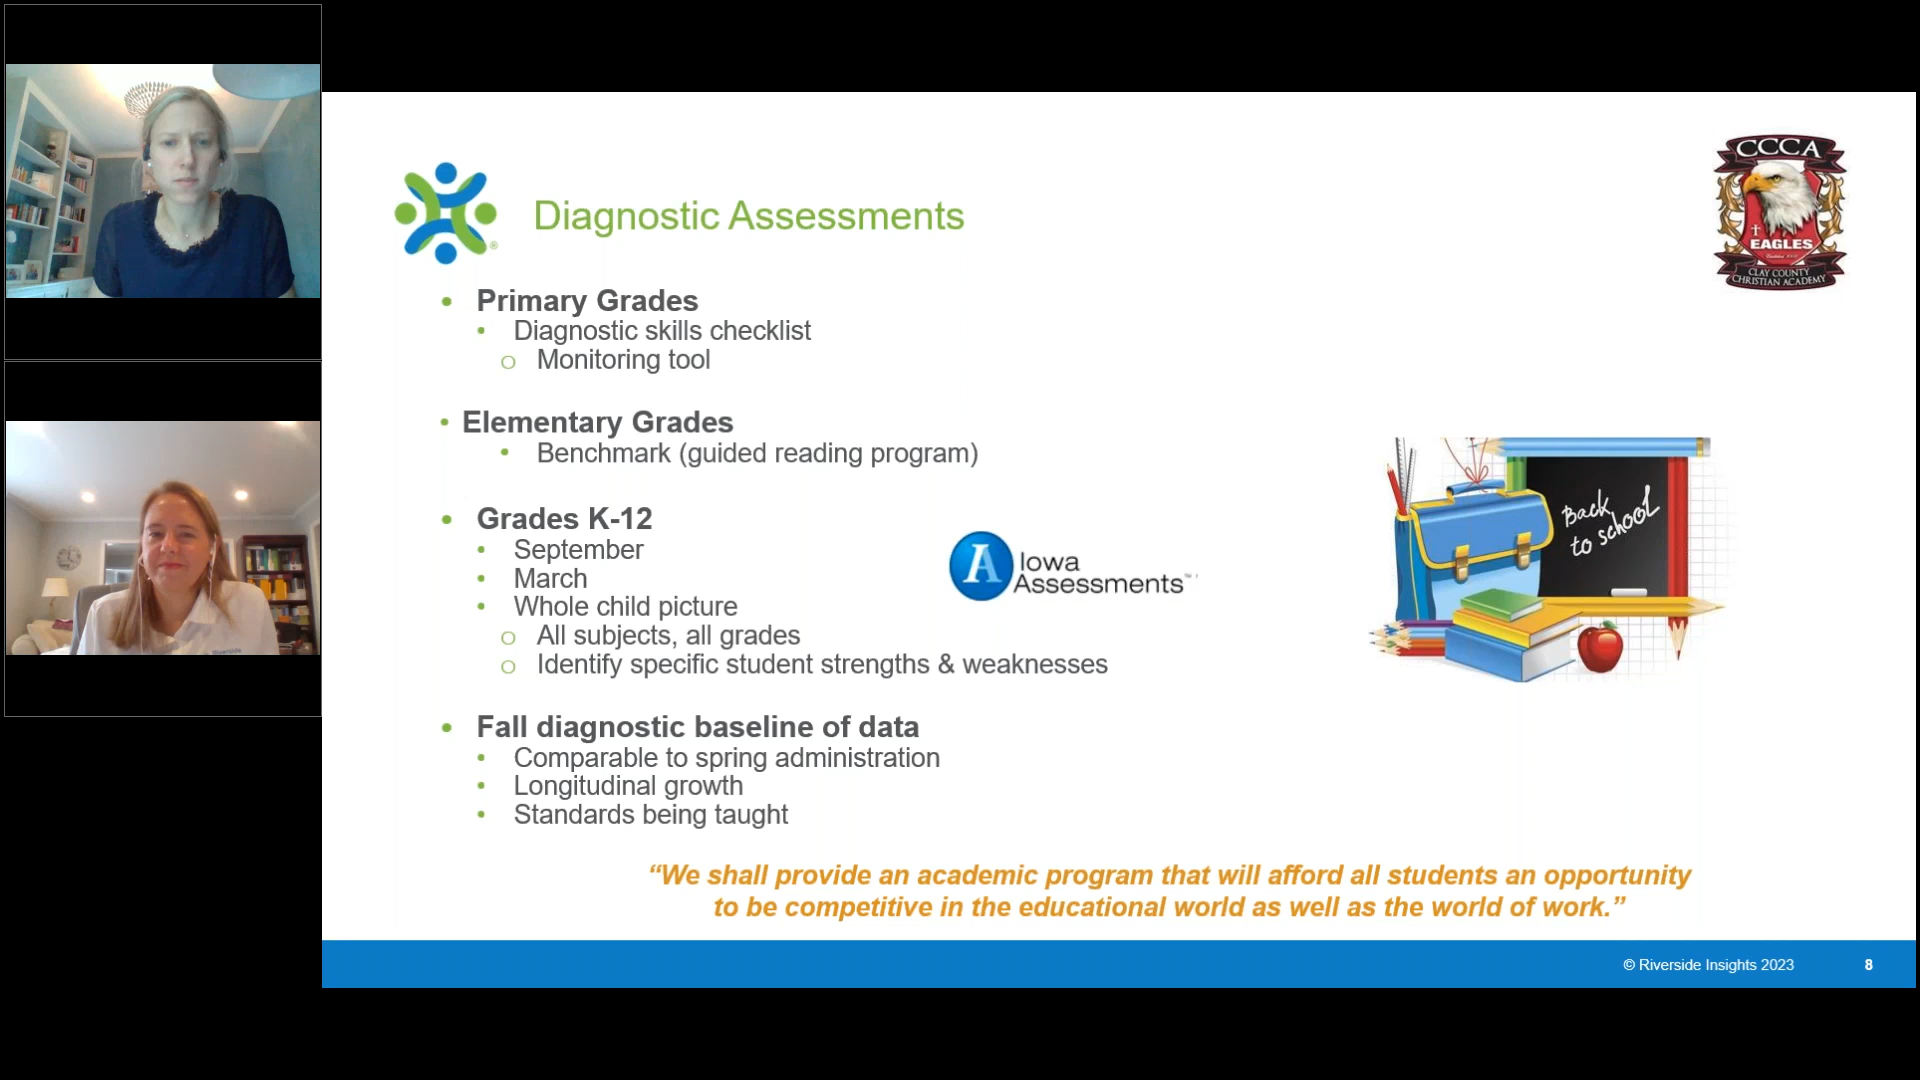 Diagnostic Assessments
CCCA
EAGLES
CLAY COUNTY
CHRISTIAN ACADEMY
• Primary Grades
• Diagnostic skills checklist
o Monitoring tool
• Elementary Grades
• Benchmark (guided reading program)
• Grades K-12
• September
• March
• Whole child picture
o All subjects, all grades
o Identify specific student strengths & weaknesses
A Iowa
Assessments™
Back
to school
• Fall diagnostic baseline of data
• Comparable to spring administration
• Longitudinal growth
• Standards being taught
“We shall provide an academic program that will afford all students an opportunity
to be competitive in the educational world as well as the world of work.”
© Riverside Insights 2023
8
Riverside